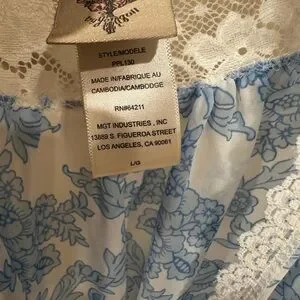 STYLE/MODELE
PPL130
MADE IN/FABRIQUE AU
CAMBODIA/CAMBODGE
RN#64211
MGT INDUSTRIES , INC
13889 S. FIGUEROA STREET
LOS ANGELES, CA 90061
L/G